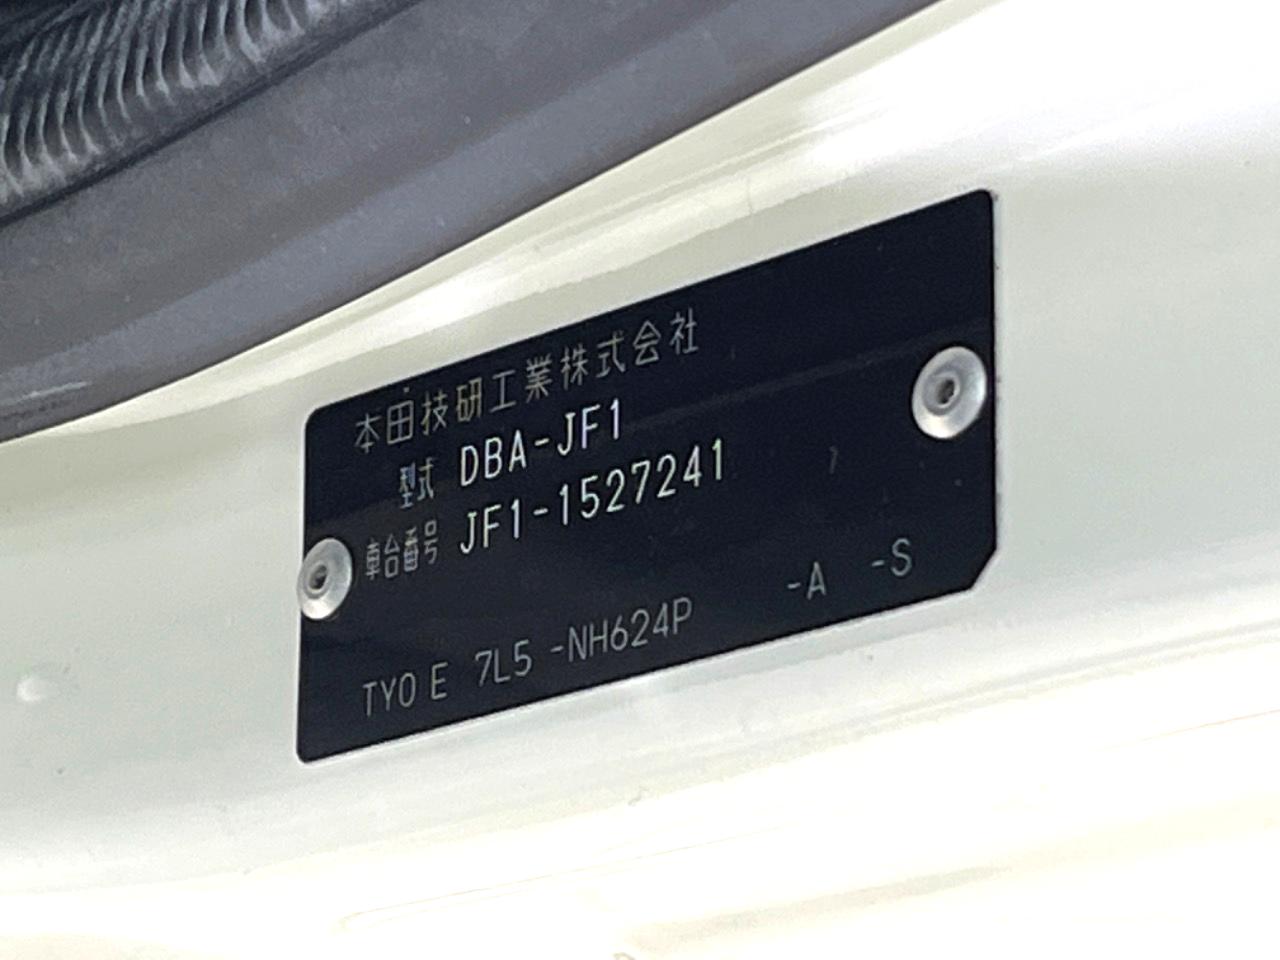 本田技研工業株式会社
型式 DBA-JF1
車台番号 JF1-1527241
TYO E 7L5 -NH624P -A -S